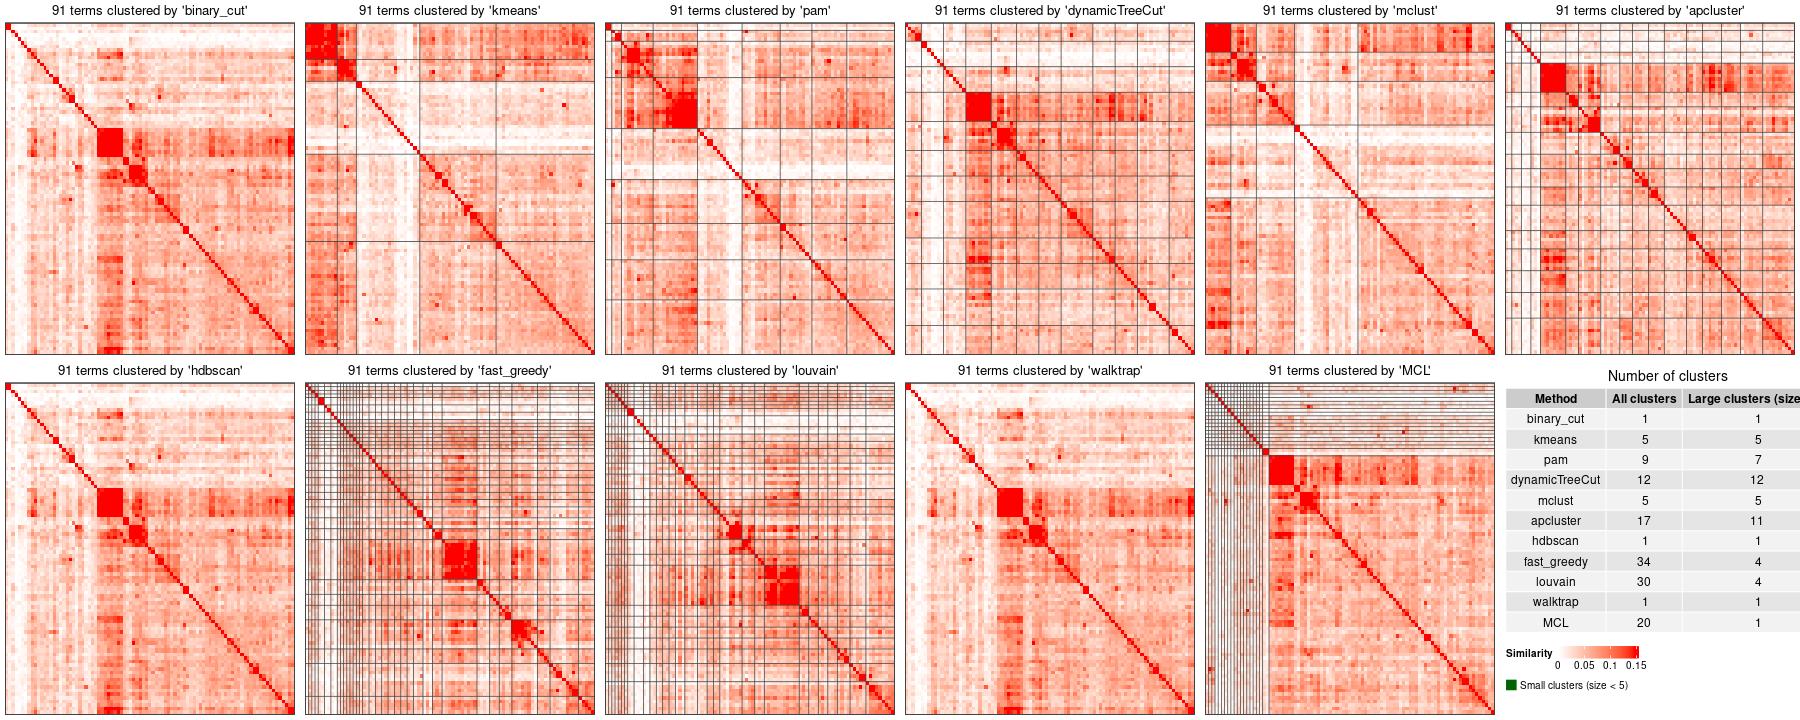 91 terms clustered by 'binary_cut'
91 terms clustered by 'kmeans'
91 terms clustered by 'pam'
91 terms clustered by 'dynamicTreeCut'
91 terms clustered by 'mclust'
91 terms clustered by 'apcluster'
91 terms clustered by 'hdbscan'
91 terms clustered by 'fast_greedy'
91 terms clustered by 'louvain'
91 terms clustered by 'walktrap'
91 terms clustered by 'MCL'
Number of clusters
Method All clusters Large clusters (size
binary_cut 1 1
kmeans 5 5
pam 9 7
dynamicTreeCut 12 12
mclust 5 5
apcluster 17 11
hdbscan 1 1
fast_greedy 34 4
louvain 30 4
walktrap 1 1
MCL 20 1
Similarity
0 0.05 0.1 0.15
Small clusters (size < 5)